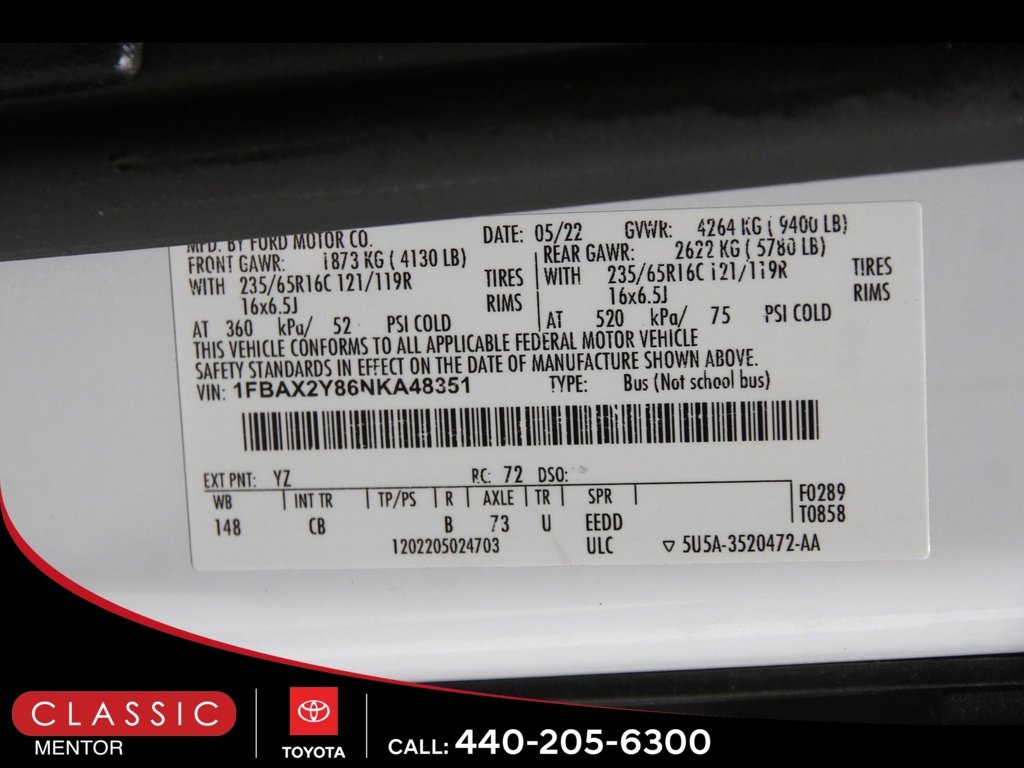 MFD. BY FORD MOTOR CO. DATE: 05/22 GVWR: 4264 KG ( 9400 LB)
FRONT GAWR: 1873 KG ( 4130 LB) REAR GAWR: 2622 KG ( 5780 LB)
WITH 235/65R16C 121/119R TIRES WITH 235/65R16C 121/119R TIRES
16x6.5J RIMS 16x6.5J RIMS
AT 360 kPa/ 52 PSI COLD AT 520 kPa/ 75 PSI COLD
THIS VEHICLE CONFORMS TO ALL APPLICABLE FEDERAL MOTOR VEHICLE
SAFETY STANDARDS IN EFFECT ON THE DATE OF MANUFACTURE SHOWN ABOVE.
VIN: 1FBAX2Y86NKA48351 TYPE: Bus (Not school bus)
EXT PNT: YZ RC: 72 DSO:
WB INT TR TP/PS R AXLE TR SPR F0289
148 CB B 73 U EEDD T0858
1202205024703 ULC ▽ 5U5A-3520472-AA
CLASSIC
MENTOR
TOYOTA
CALL: 440-205-6300